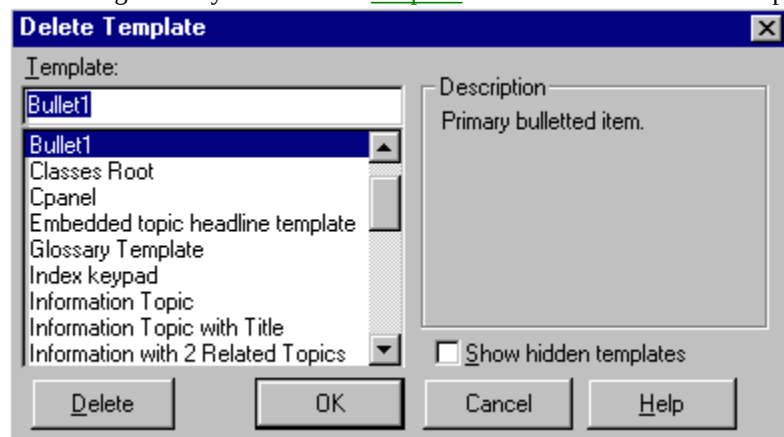 Delete Template
Template:
Bullet1
Bullet1
Classes Root
Cpanel
Embedded topic headline template
Glossary Template
Index keypad
Information Topic
Information Topic with Title
Information with 2 Related Topics
Description
Primary bulletted item.
Show hidden templates
Delete
OK
Cancel
Help